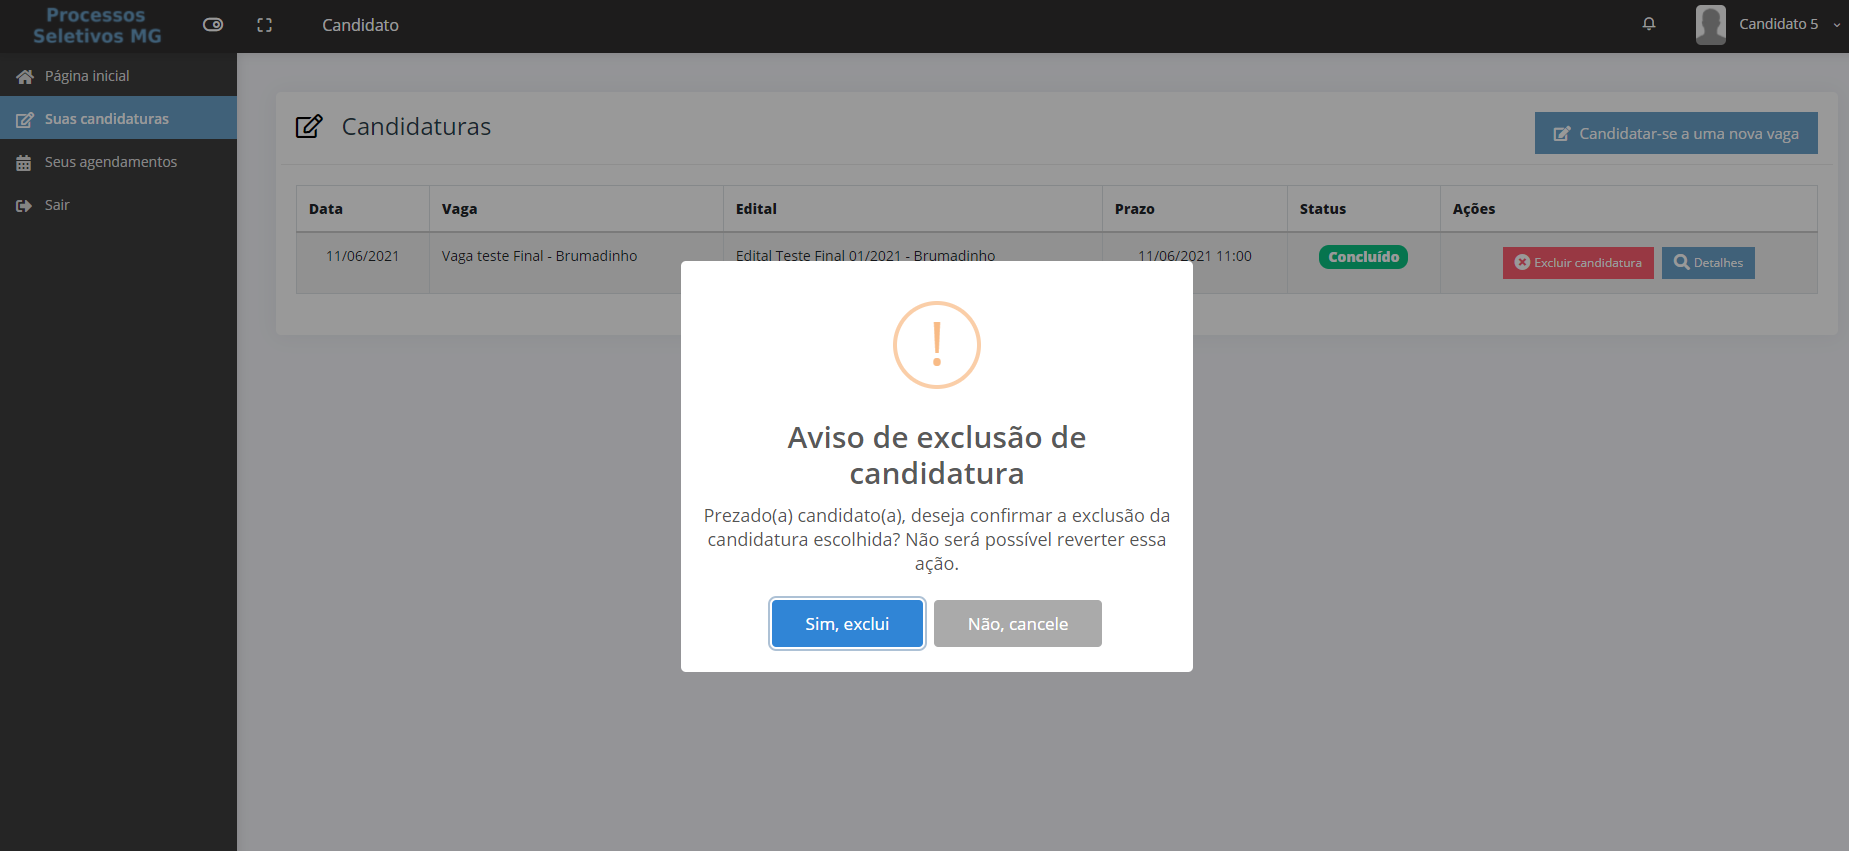 Processos
Seletivos MG
Candidato
Candidato 5
Página inicial
Suas candidaturas
Seus agendamentos
Sair
Candidaturas
Candidatar-se a uma nova vaga
Data Vaga Edital Prazo Status Ações
11/06/2021 Vaga teste Final - Brumadinho Edital Teste Final 01/2021 - Brumadinho 11/06/2021 11:00 Concluído Excluir candidatura Detalhes
!
Aviso de exclusão de
candidatura
Prezado(a) candidato(a), deseja confirmar a exclusão da
candidatura escolhida? Não será possível reverter essa
ação.
Sim, exclui Não, cancele